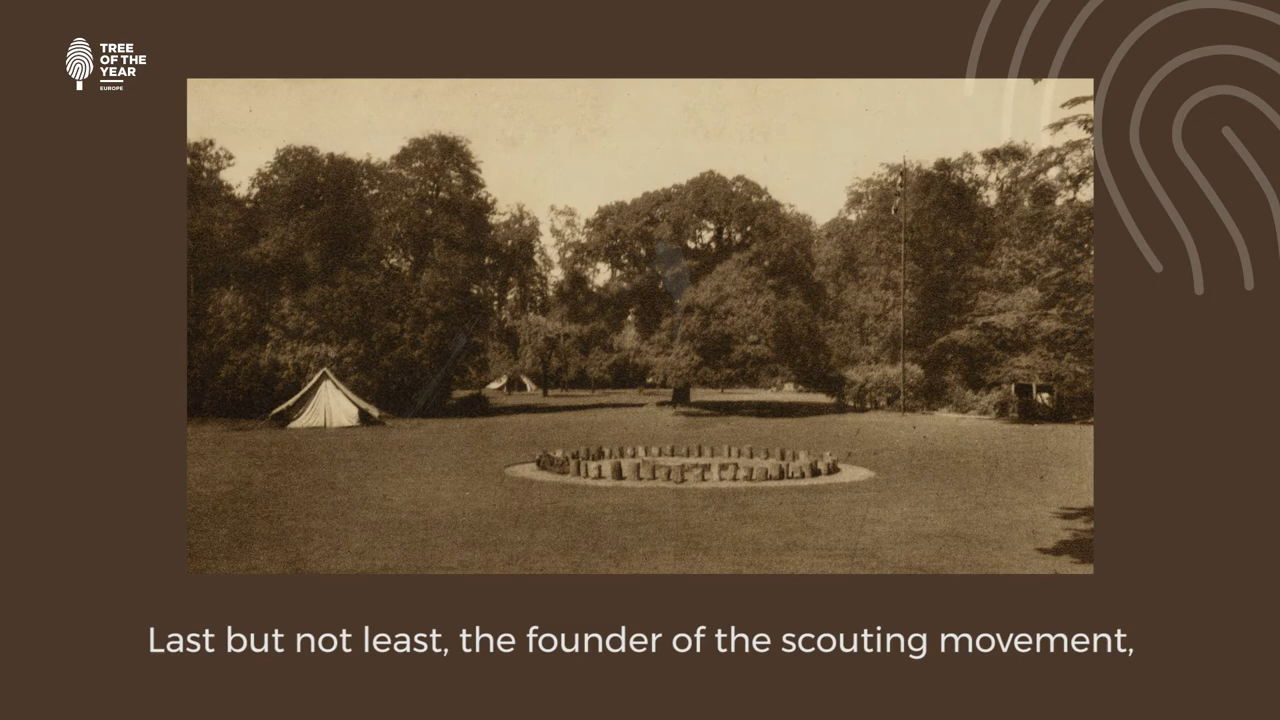 TREE
OF THE
YEAR
EUROPE
Last but not least, the founder of the scouting movement,